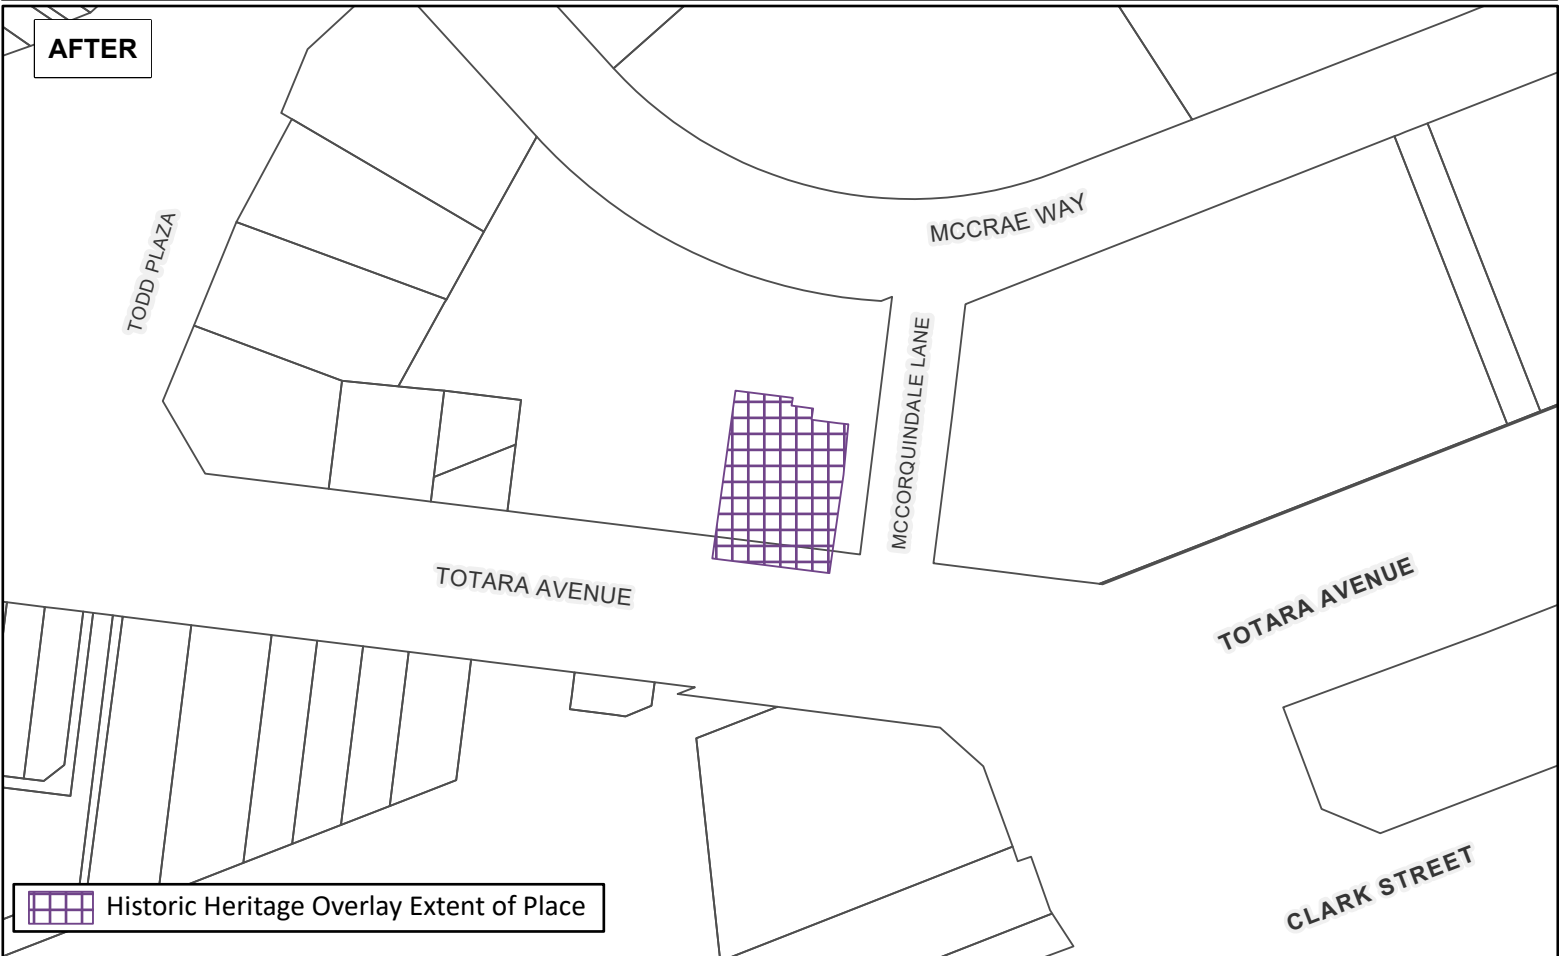 AFTER
MCCRAE WAY
TODD PLAZA
MCCORQUINDALE LANE
TOTARA AVENUE
TOTARA AVENUE
CLARK STREET
Historic Heritage Overlay Extent of Place